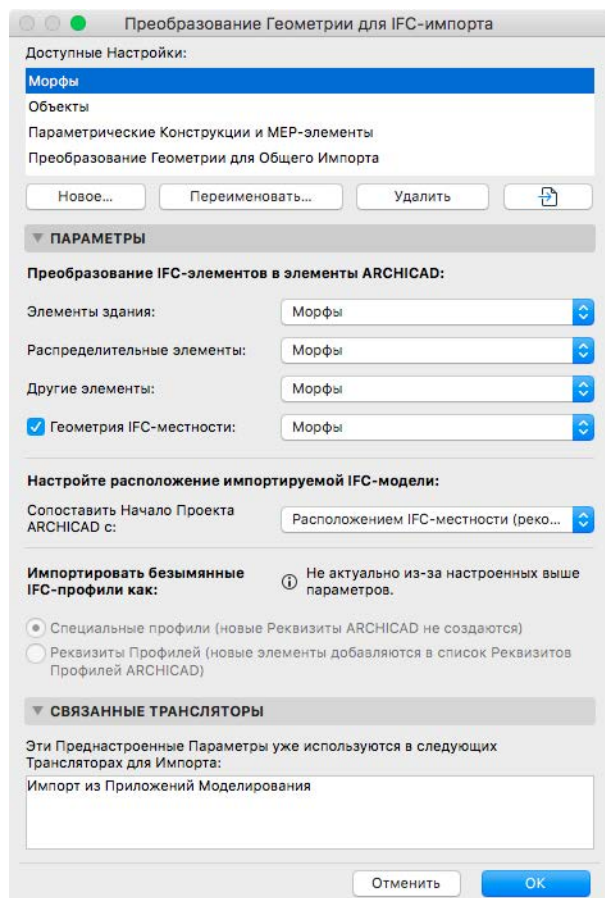 Преобразование Геометрии для IFC-импорта
Доступные Настройки:
Морфы
Объекты
Параметрические Конструкции и MEP-элементы
Преобразование Геометрии для Общего Импорта
Новое...
Переименовать...
Удалить
ПАРАМЕТРЫ
Преобразование IFC-элементов в элементы ARCHICAD:
Элементы здания:
Морфы
Распределительные элементы:
Морфы
Другие элементы:
Морфы
Геометрия IFC-местности:
Морфы
Настройте расположение импортируемой IFC-модели:
Сопоставить Начало Проекта
ARCHICAD с:
Расположением IFC-местности (реко...
Импортировать безымянные
IFC-профили как:
Не актуально из-за настроенных выше
параметров.
Специальные профили (новые Реквизиты ARCHICAD не создаются)
Реквизиты Профилей (новые элементы добавляются в список Реквизитов
Профилей ARCHICAD)
СВЯЗАННЫЕ ТРАНСЛЯТОРЫ
Эти Преднастроенные Параметры уже используются в следующих
Трансляторах для Импорта:
Импорт из Приложений Моделирования
Отменить
OK